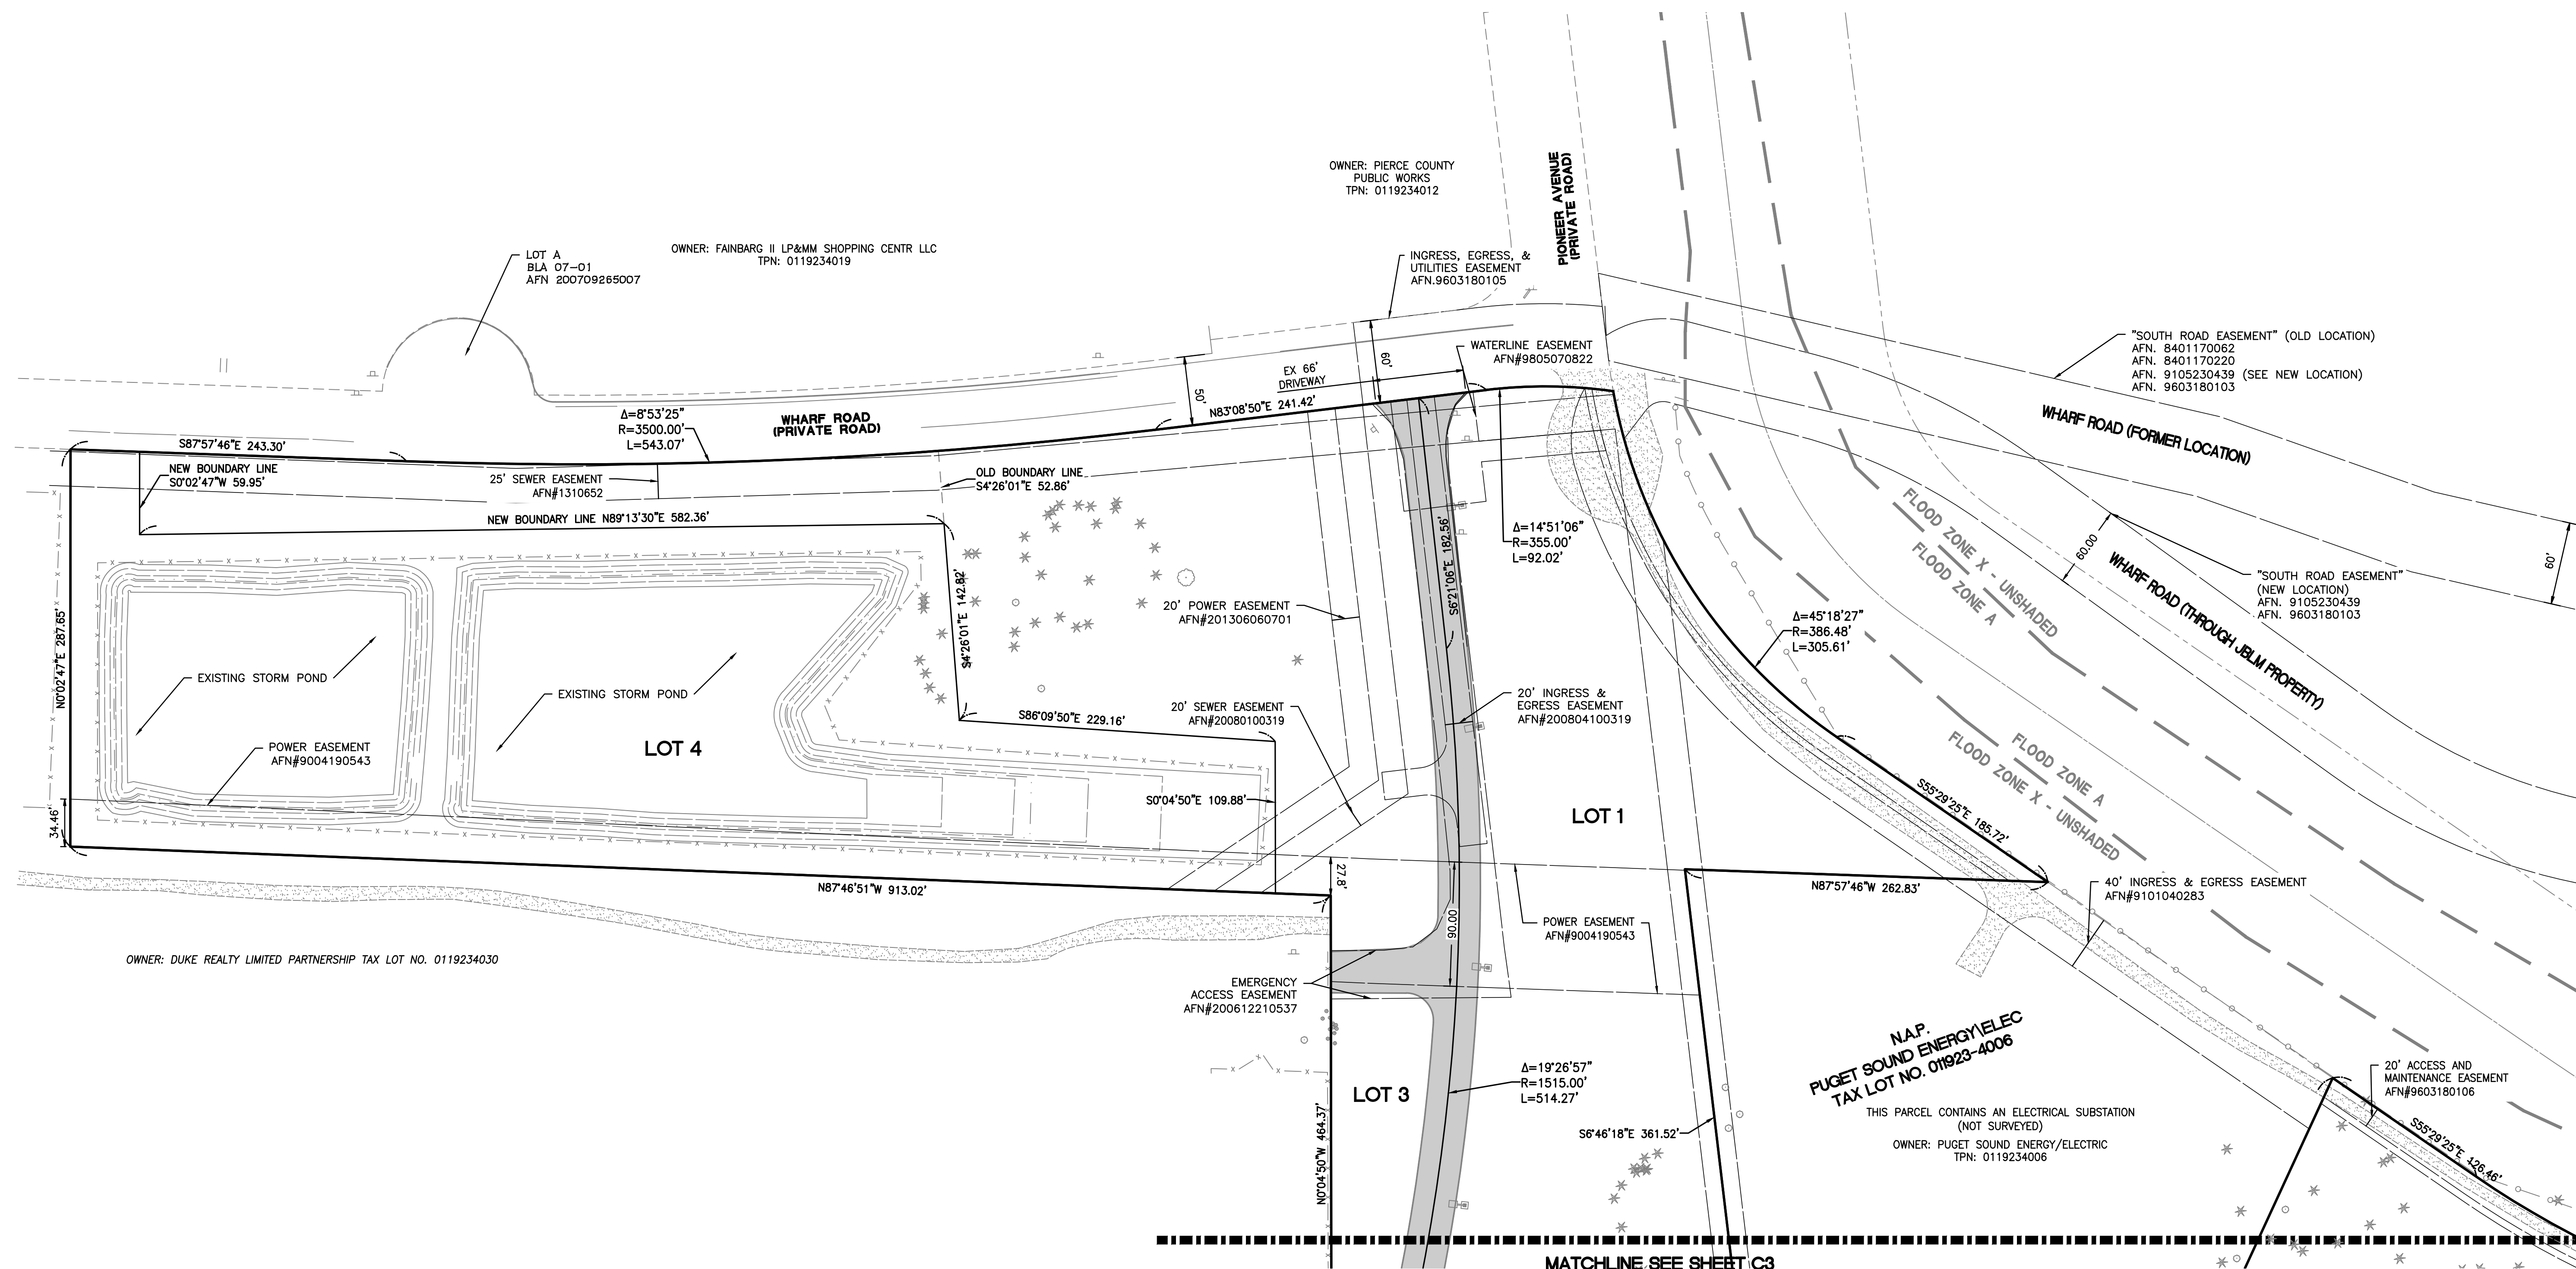 OWNER: PIERCE COUNTY
PUBLIC WORKS
TPN: 0119234012
PIONEER AVENUE
(PRIVATE ROAD)
LOT A
BLA 07-01
AFN 200709265007
OWNER: FAINBARG II LP&MM SHOPPING CENTR LLC
TPN: 0119234019
INGRESS, EGRESS, &
UTILITIES EASEMENT
AFN.9603180105
"SOUTH ROAD EASEMENT" (OLD LOCATION)
AFN. 8401170062
AFN. 8401170220
AFN. 9105230439 (SEE NEW LOCATION)
AFN. 9603180103
WATERLINE EASEMENT
AFN#9805070822
60'
50'
EX 66'
DRIVEWAY
N83°08'50"E 241.42'
WHARF ROAD
(PRIVATE ROAD)
Δ=8°53'25"
R=3500.00'
L=543.07'
S87°57'46"E 243.30'
NEW BOUNDARY LINE
S0°02'47"W 59.95'
25' SEWER EASEMENT
AFN#1310652
OLD BOUNDARY LINE
S4°26'01"E 52.86'
NEW BOUNDARY LINE N89°13'30"E 582.36'
WHARF ROAD (FORMER LOCATION)
FLOOD ZONE X - UNSHADED
FLOOD ZONE A
60.00
60'
WHARF ROAD (THROUGH JBLM PROPERTY)
"SOUTH ROAD EASEMENT"
(NEW LOCATION)
AFN. 9105230439
AFN. 9603180103
Δ=14°51'06"
R=355.00'
L=92.02'
S6°21'06"E 182.56'
S4°26'01"E 142.82'
20' POWER EASEMENT
AFN#201306060701
Δ=45°18'27"
R=386.48'
L=305.61'
N0°02'47"E 287.65'
EXISTING STORM POND
EXISTING STORM POND
20' SEWER EASEMENT
AFN#20080100319
20' INGRESS &
EGRESS EASEMENT
AFN#200804100319
S86°09'50"E 229.16'
LOT 4
POWER EASEMENT
AFN#9004190543
FLOOD ZONE A
FLOOD ZONE X - UNSHADED
S0°04'50"E 109.88'
LOT 1
S55°29'25"E 185.72'
34.46'
27.8'
N87°46'51"W 913.02'
N87°57'46"W 262.83'
40' INGRESS & EGRESS EASEMENT
AFN#9101040283
90.00
POWER EASEMENT
AFN#9004190543
OWNER: DUKE REALTY LIMITED PARTNERSHIP TAX LOT NO. 0119234030
EMERGENCY
ACCESS EASEMENT
AFN#200612210537
N.A.P.
PUGET SOUND ENERGY\ELEC
TAX LOT NO. 011923-4006
LOT 3
Δ=19°26'57"
R=1515.00'
L=514.27'
20' ACCESS AND
MAINTENANCE EASEMENT
AFN#9603180106
THIS PARCEL CONTAINS AN ELECTRICAL SUBSTATION
(NOT SURVEYED)
OWNER: PUGET SOUND ENERGY/ELECTRIC
TPN: 0119234006
S6°46'18"E 361.52'
N0°04'50"W 464.37'
S55°29'25"E 126.46'
MATCHLINE SEE SHEET C3